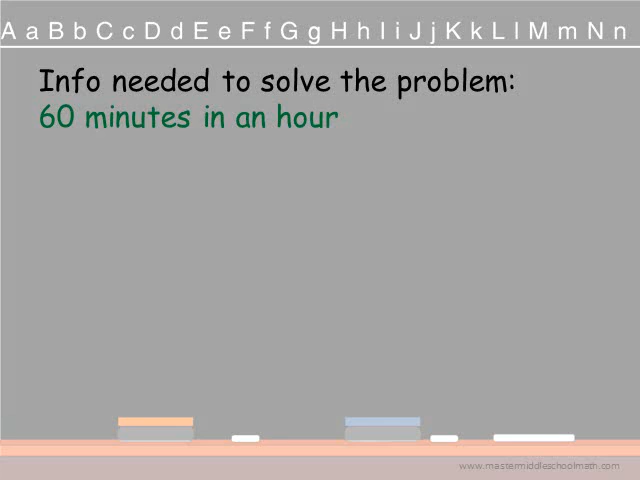 A a B b C c D d E e F f G g H h I i J j K k L l M m N n
Info needed to solve the problem:
60 minutes in an hour
www.mastermiddleschoolmath.com